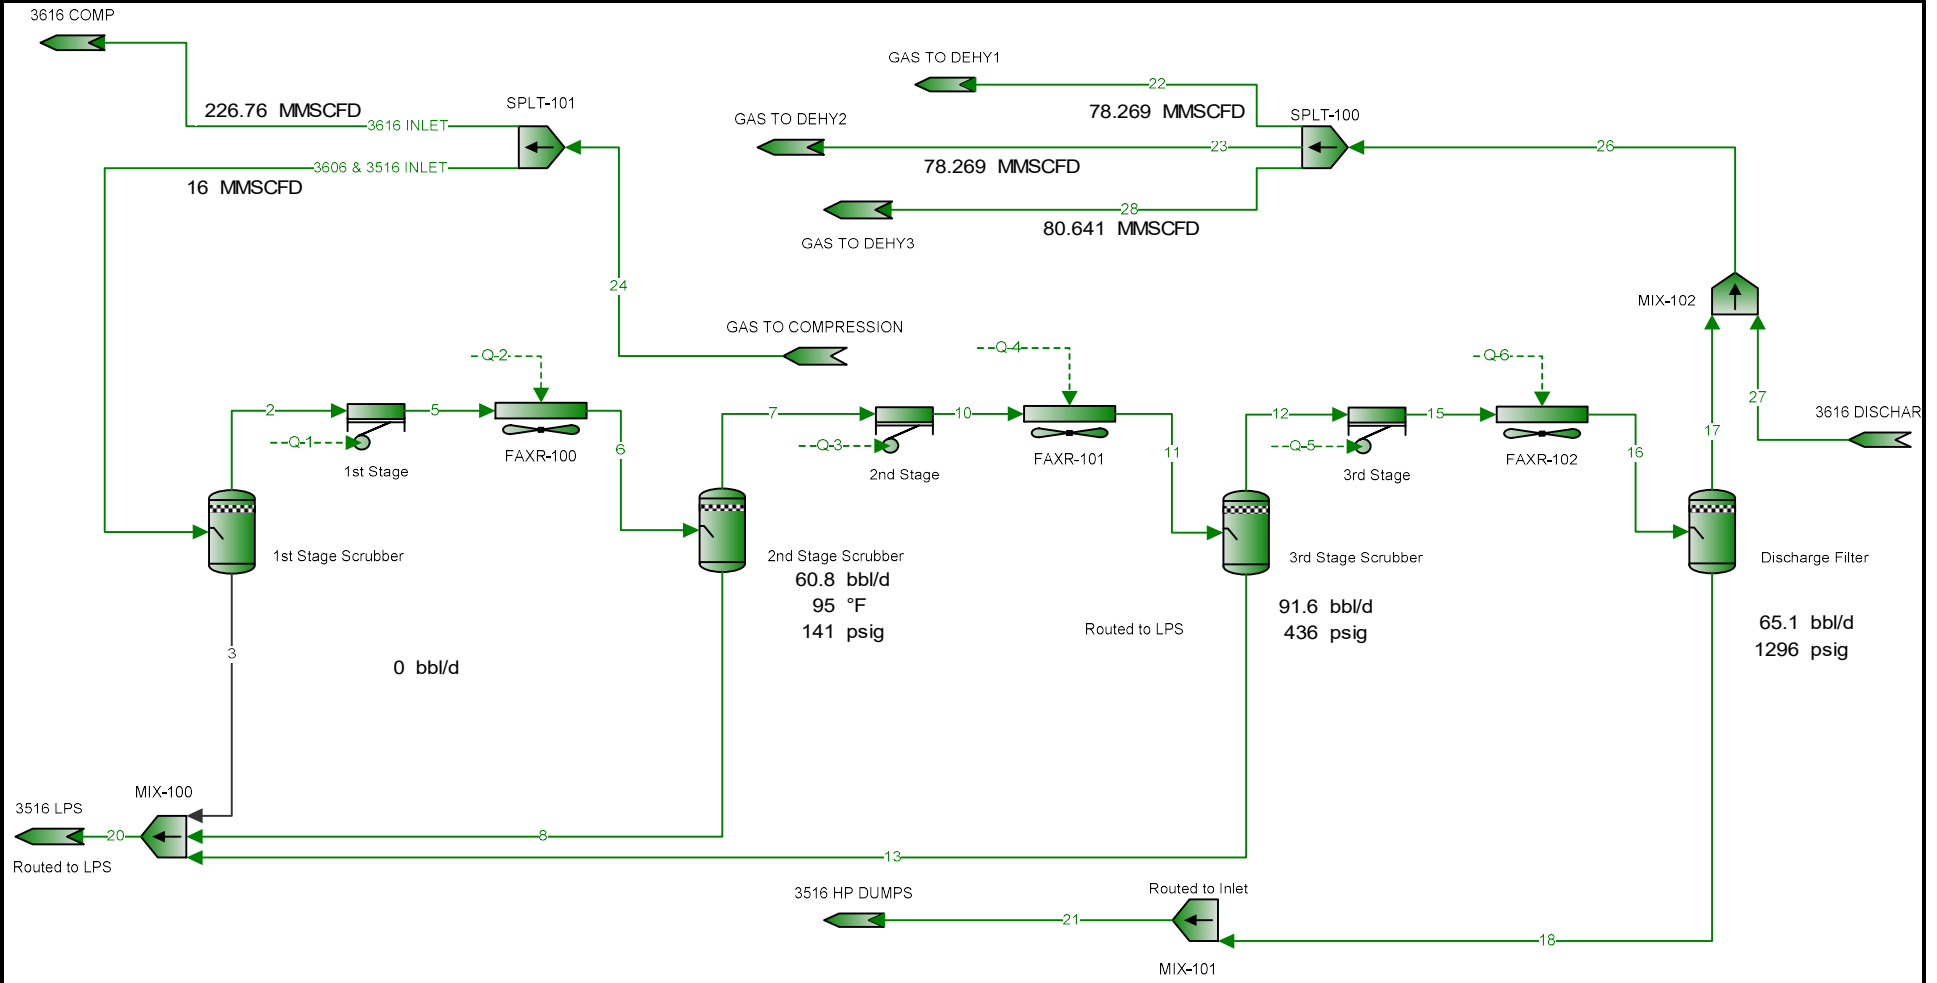 3616 COMP
226.76 MMSCFD
3616 INLET
SPLT-101
3606 & 3516 INLET
16 MMSCFD
24
GAS TO COMPRESSION
GAS TO DEHY1
22
78.269 MMSCFD
SPLT-100
GAS TO DEHY2
23
78.269 MMSCFD
26
28
80.641 MMSCFD
GAS TO DEHY3
MIX-102
27
17
3616 DISCHAR
Q-2
2
5
Q-1
1st Stage
FAXR-100
6
1st Stage Scrubber
3
0 bbl/d
Q-4
7
10
Q-3
2nd Stage
FAXR-101
11
2nd Stage Scrubber
60.8 bbl/d
95 °F
141 psig
Q-6
12
15
Q-5
3rd Stage
FAXR-102
16
3rd Stage Scrubber
91.6 bbl/d
436 psig
Routed to LPS
Discharge Filter
65.1 bbl/d
1296 psig
MIX-100
3516 LPS
20
Routed to LPS
8
13
3516 HP DUMPS
21
Routed to Inlet
18
MIX-101